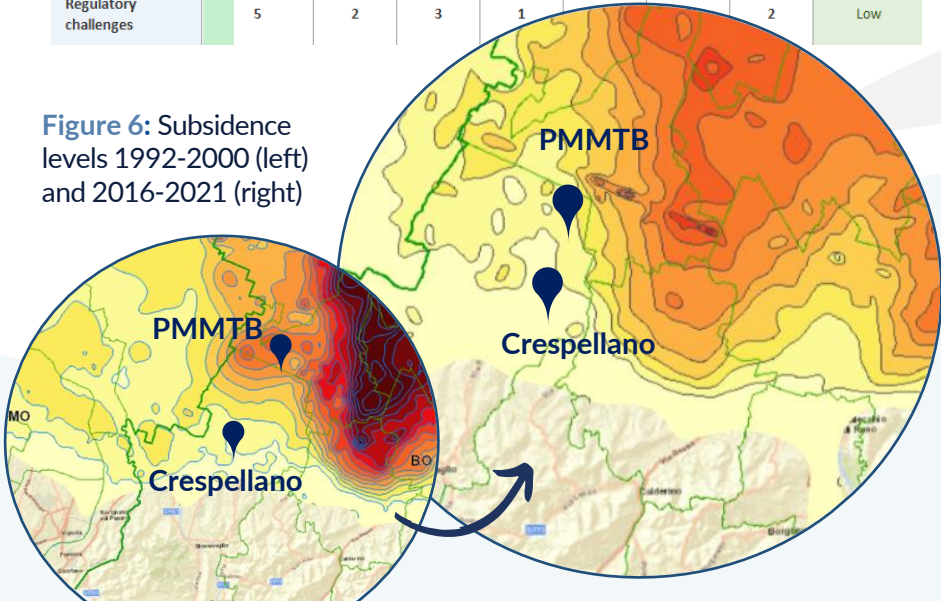 Regulatory
challenges
5 2 3 1 2 Low
Figure 6: Subsidence
levels 1992-2000 (left)
and 2016-2021 (right)
PMMTB
Crespellano
PMMTB
Crespellano
MO
BO
Calderino